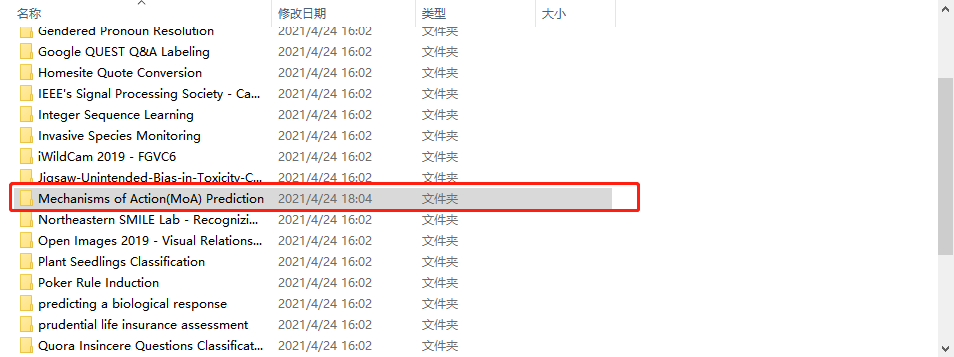 名称 修改日期 类型 大小
Gendered Pronoun Resolution 2021/4/24 16:02 文件夹
Google QUEST Q&A Labeling 2021/4/24 16:02 文件夹
Homesite Quote Conversion 2021/4/24 16:02 文件夹
IEEE's Signal Processing Society - Ca... 2021/4/24 16:02 文件夹
Integer Sequence Learning 2021/4/24 16:02 文件夹
Invasive Species Monitoring 2021/4/24 16:02 文件夹
iWildCam 2019 - FGVC6 2021/4/24 16:02 文件夹
Jigsaw-Unintended-Bias-in-Toxicity-C... 2021/4/24 16:02 文件夹
Mechanisms of Action(MoA) Prediction 2021/4/24 18:04 文件夹
Northeastern SMILE Lab - Recognizi... 2021/4/24 16:02 文件夹
Open Images 2019 - Visual Relations... 2021/4/24 16:02 文件夹
Plant Seedlings Classification 2021/4/24 16:02 文件夹
Poker Rule Induction 2021/4/24 16:02 文件夹
predicting a biological response 2021/4/24 16:02 文件夹
prudential life insurance assessment 2021/4/24 16:02 文件夹
Quora Insincere Questions Classificat... 2021/4/24 16:02 文件夹